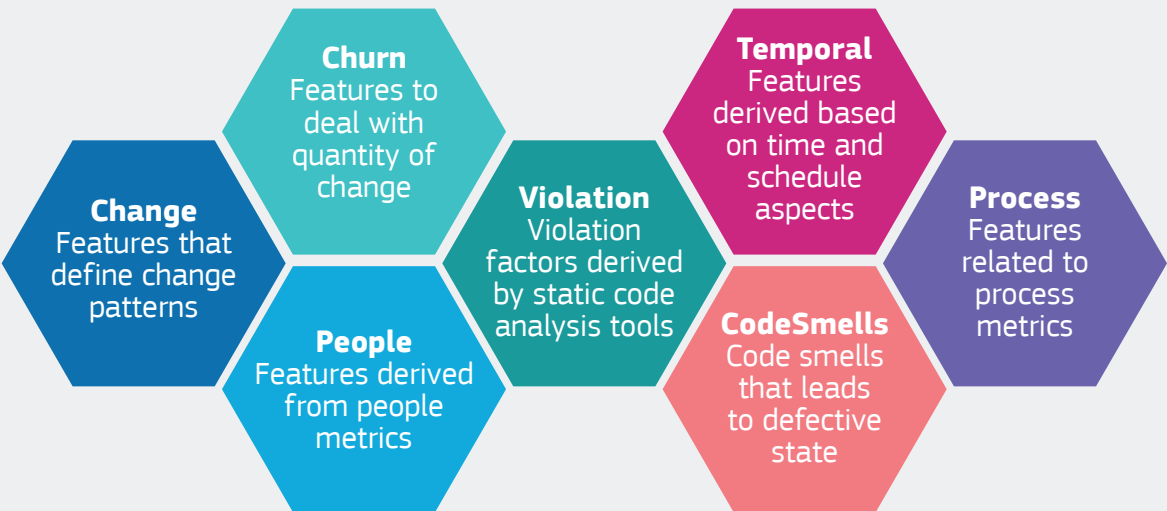 Change
Features that
define change
patterns
Churn
Features to
deal with
quantity of
change
People
Features derived
from people
metrics
Violation
Violation
factors derived
by static code
analysis tools
Temporal
Features
derived based
on time and
schedule
aspects
CodeSmells
Code smells
that leads
to defective
state
Process
Features
related to
process
metrics